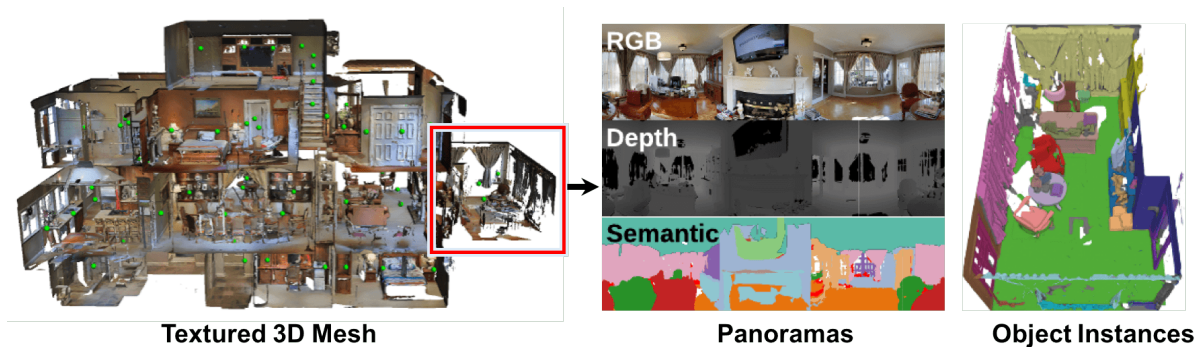 RGB
Depth
Semantic
Textured 3D Mesh
Panoramas
Object Instances